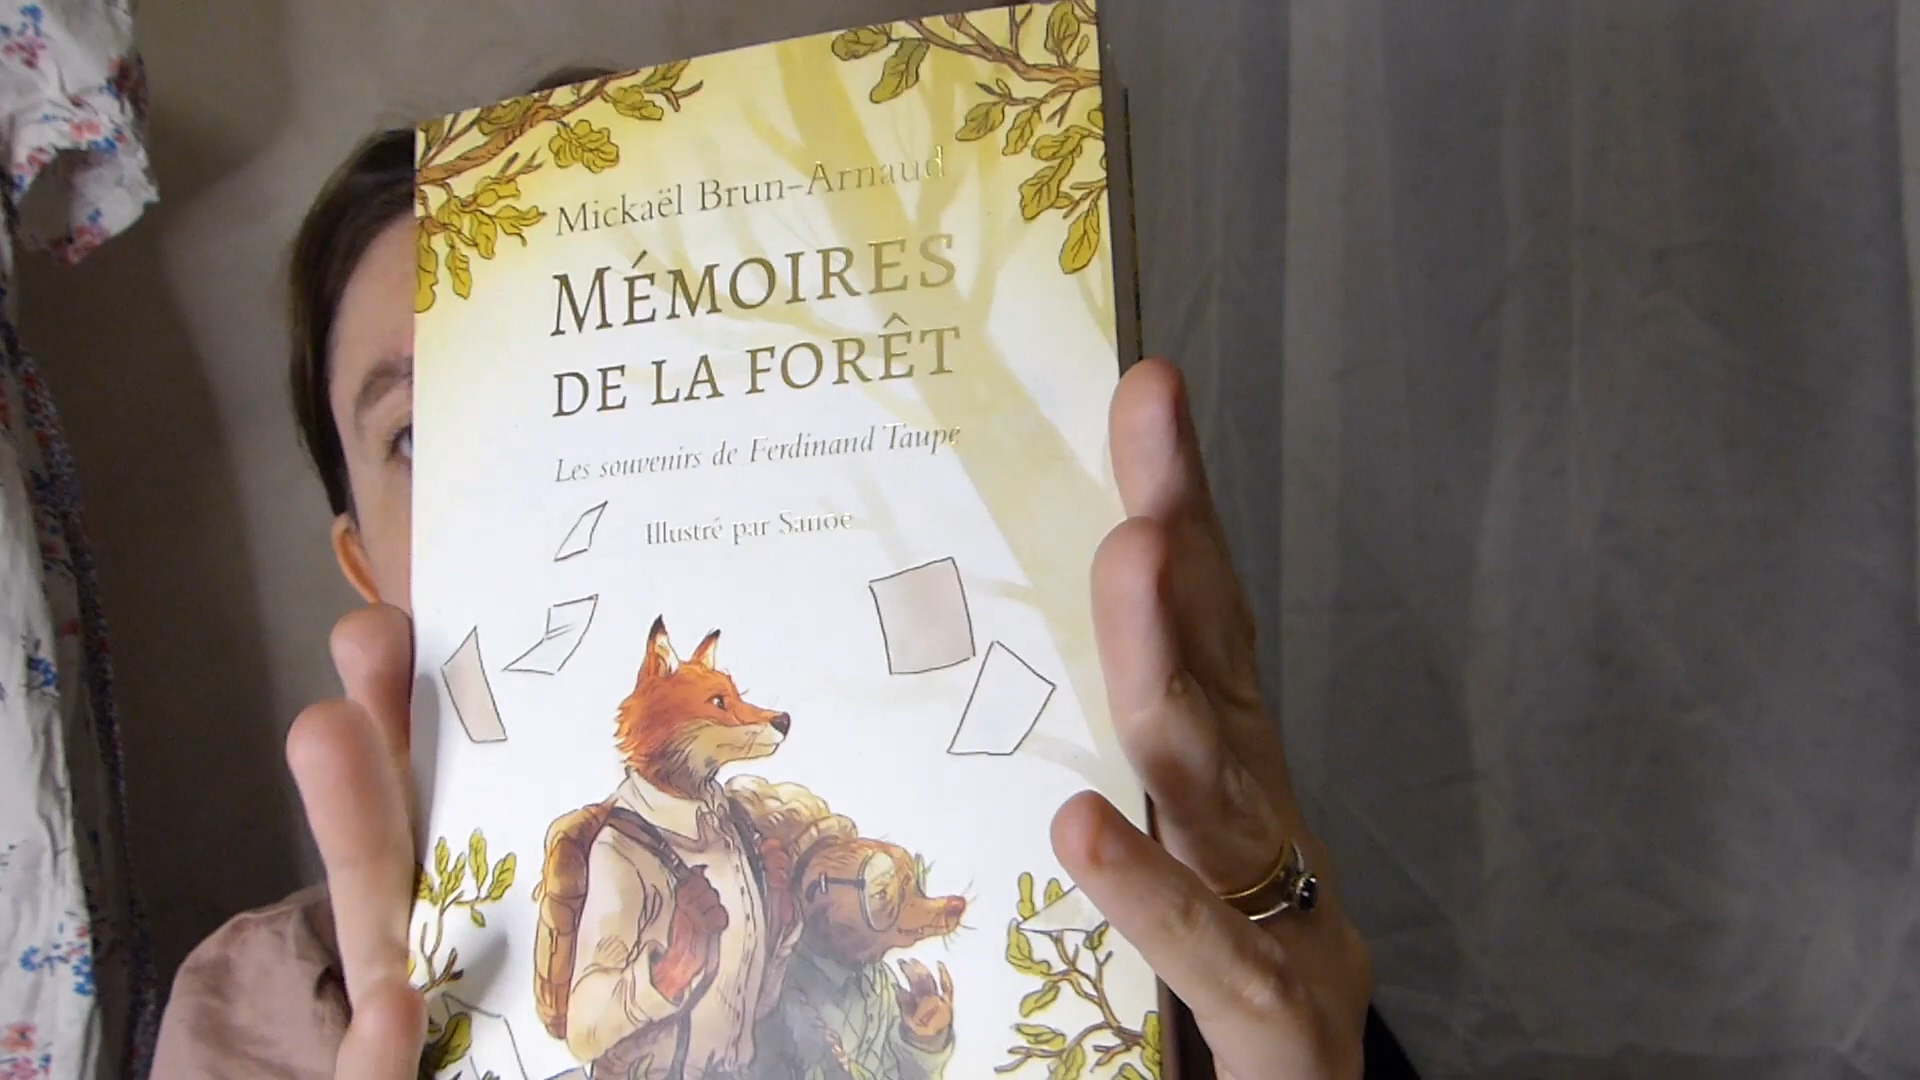 Mickaël Brun-Arnaud
MÉMOIRES
DE LA FORÊT
Les souvenirs de Ferdinand Taupe
Illustré par Sanoe